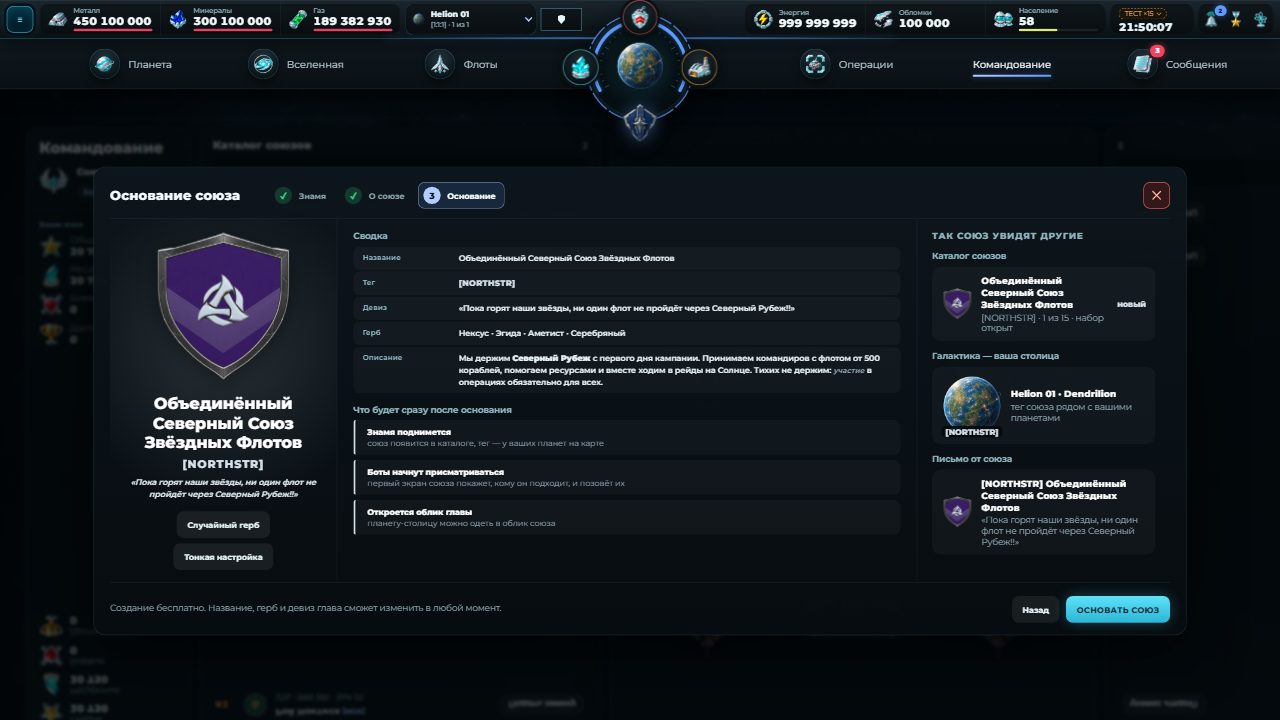 Металл
450 100 000
Минералы
300 100 000
Газ
189 382 930
Helion 01
[1:1:1] · 1 из 1
Энергия
999 999 999
Обломки
100 000
Население
58
ТЕСТ ×15
21:50:07
2
Планета
Вселенная
Флоты
Операции
Командование
3
Сообщения
Командование
Каталог союзов
Основание союза
✓ Знамя
✓ О союзе
3 Основание
Объединённый
Северный Союз
Звёздных Флотов
[NORTHSTR]
«Пока горят наши звёзды, ни один флот не
пройдёт через Северный Рубеж!!»
Случайный герб
Тонкая настройка
Сводка
Название Объединённый Северный Союз Звёздных Флотов
Тег [NORTHSTR]
Девиз «Пока горят наши звёзды, ни один флот не пройдёт через Северный Рубеж!!»
Герб Нексус · Эгида · Аметист · Серебряный
Описание Мы держим Северный Рубеж с первого дня кампании. Принимаем командиров с флотом от 500
кораблей, помогаем ресурсами и вместе ходим в рейды на Солнце. Тихих не держим: участие в
операциях обязательно для всех.
Что будет сразу после основания
Знамя поднимется
союз появится в каталоге, тег — у ваших планет на карте
Боты начнут присматриваться
первый экран союза покажет, кому он подходит, и позовёт их
Откроется облик главы
планету-столицу можно одеть в облик союза
ТАК СОЮЗ УВИДЯТ ДРУГИЕ
Каталог союзов
Объединённый
Северный Союз
Звёздных Флотов
новый
[NORTHSTR] · 1 из 15 · набор
открыт
Галактика — ваша столица
Helion 01 · Dendrilion
тег союза рядом с вашими
планетами
[NORTHSTR]
Письмо от союза
[NORTHSTR] Объединённый
Северный Союз Звёздных
Флотов
«Пока горят наши звёзды, ни один
флот не пройдёт через Северный
Рубеж!!»
Создание бесплатно. Название, герб и девиз глава сможет изменить в любой момент.
Назад
ОСНОВАТЬ СОЮЗ